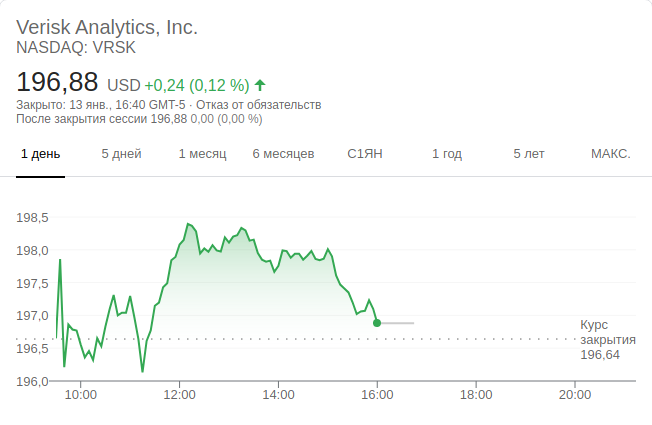 Verisk Analytics, Inc.
NASDAQ: VRSK
196,88 USD +0,24 (0,12 %)
Закрыто: 13 янв., 16:40 GMT-5 · Отказ от обязательств
После закрытия сессии 196,88 0,00 (0,00 %)
1 день 5 дней 1 месяц 6 месяцев С1ЯН 1 год 5 лет МАКС.
198,5
198,0
197,5
197,0
196,5
196,0
Курс
закрытия
196,64
10:00 12:00 14:00 16:00 18:00 20:00